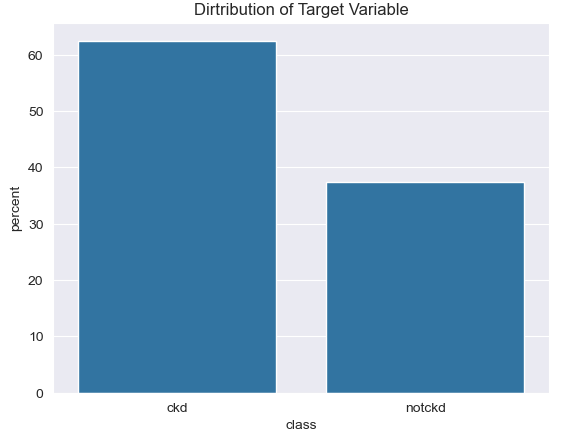 Dirtribution of Target Variable
60
50
40
30
20
10
0
percent
ckd
notckd
class